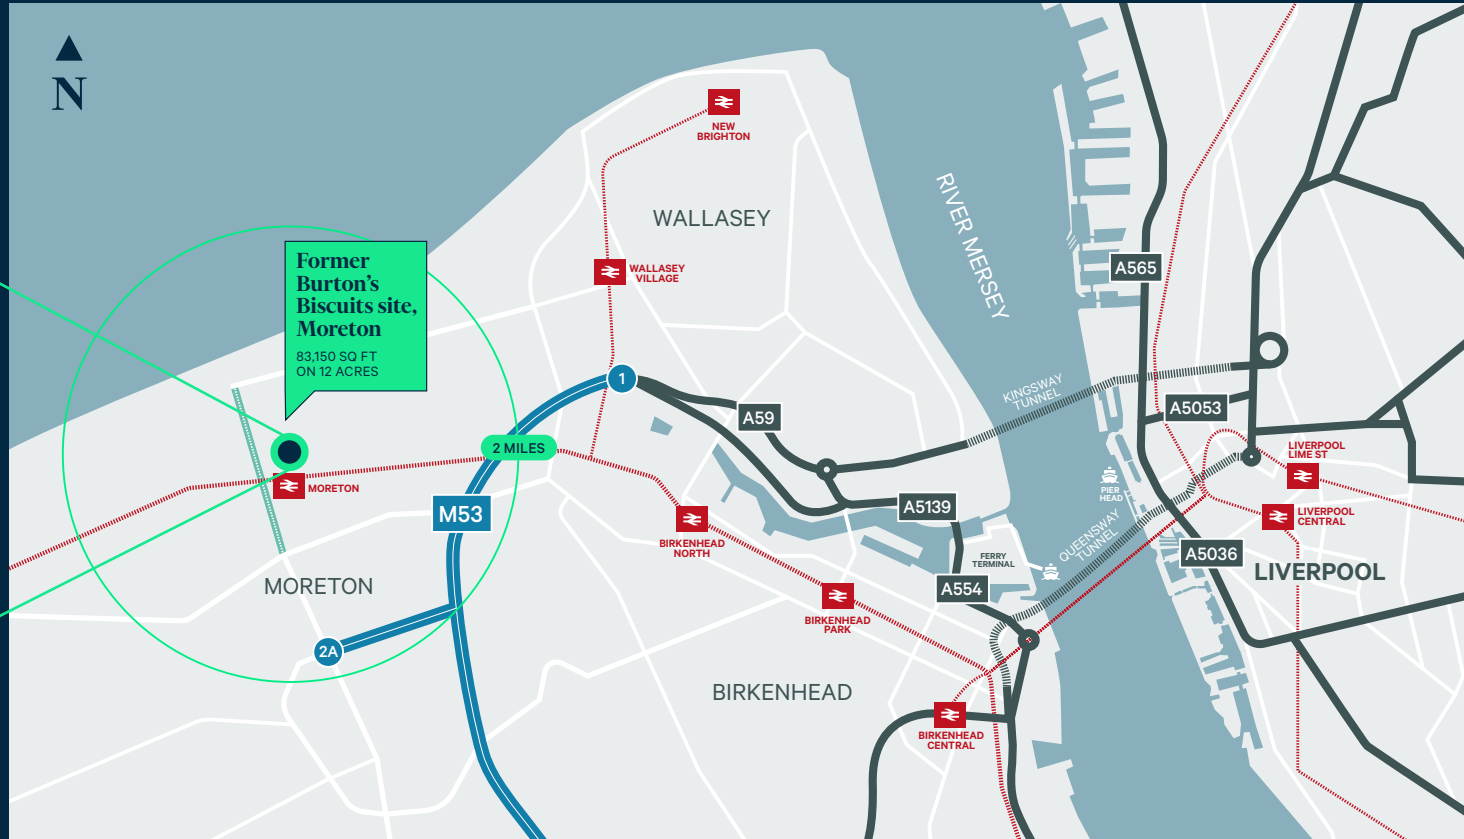 N
NEW
BRIGHTON
WALLASEY
RIVER MERSEY
Former
Burton's
Biscuits site,
Moreton
83,150 SQ FT
ON 12 ACRES
WALLASEY
VILLAGE
A565
1
KINGSWAY
TUNNEL
A59
A5053
2 MILES
LIVERPOOL
LIME ST
MORETON
PIER
HEAD
M53
A5139
LIVERPOOL
CENTRAL
BIRKENHEAD
NORTH
QUEENSWAY
TUNNEL
FERRY
TERMINAL
A5036
LIVERPOOL
MORETON
A554
BIRKENHEAD
PARK
2A
BIRKENHEAD
BIRKENHEAD
CENTRAL